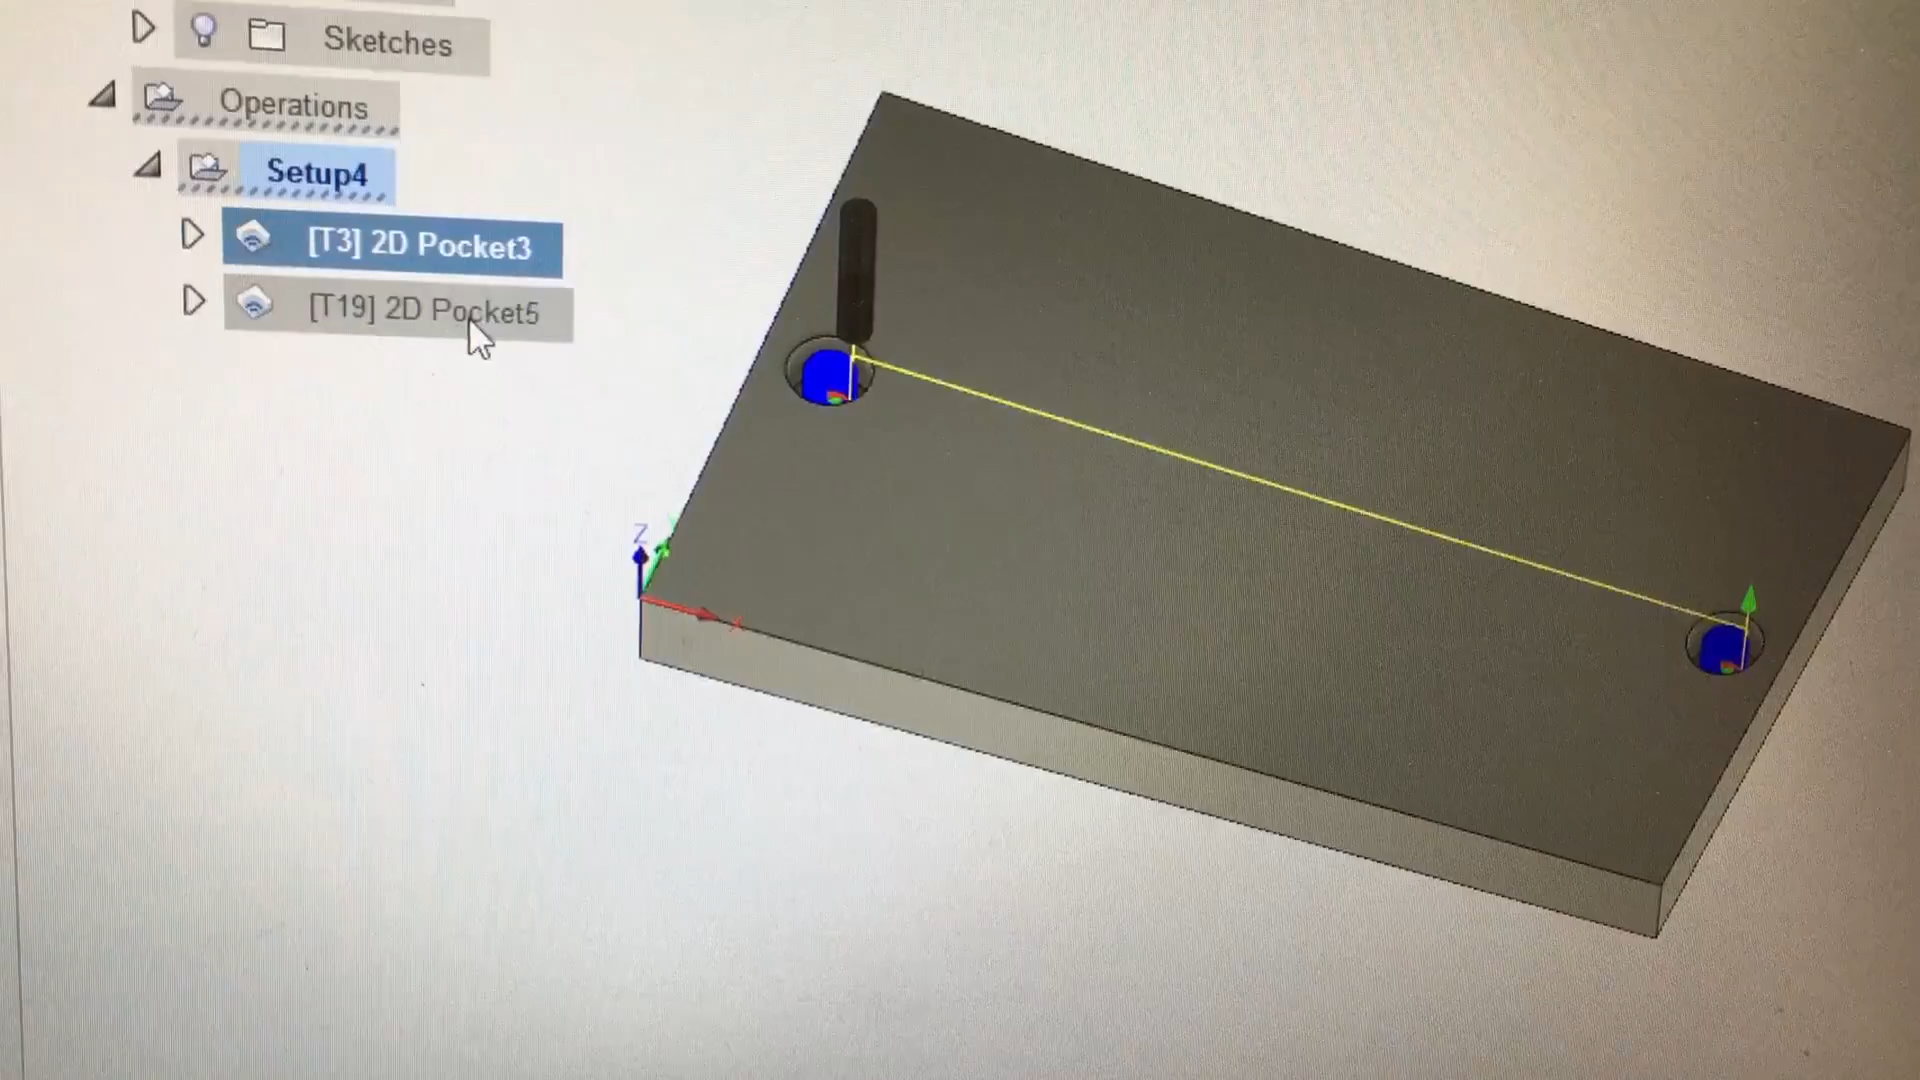 Sketches
Operations
Setup4
[T3] 2D Pocket3
[T19] 2D Pocket5
Z
X